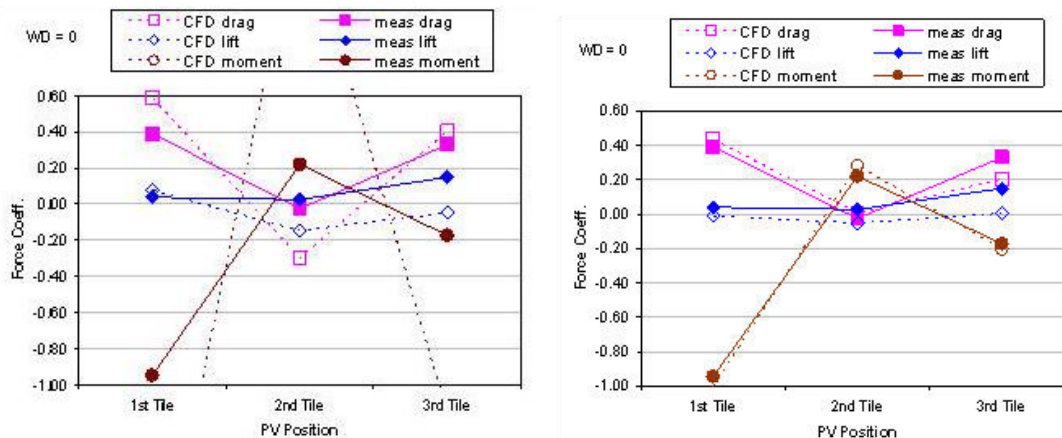 WD = 0
CFD drag meas drag
CFD lift meas lift
CFD moment meas moment
0.60
0.40
0.20
0.00
-0.20
-0.40
-0.60
-0.80
-1.00
Force Coeff.
1st Tile 2nd Tile 3rd Tile
PV Position
WD = 0
CFD drag meas drag
CFD lift meas lift
CFD moment meas moment
0.60
0.40
0.20
0.00
-0.20
-0.40
-0.60
-0.80
-1.00
Force Coeff.
1st Tile 2nd Tile 3rd Tile
PV Position